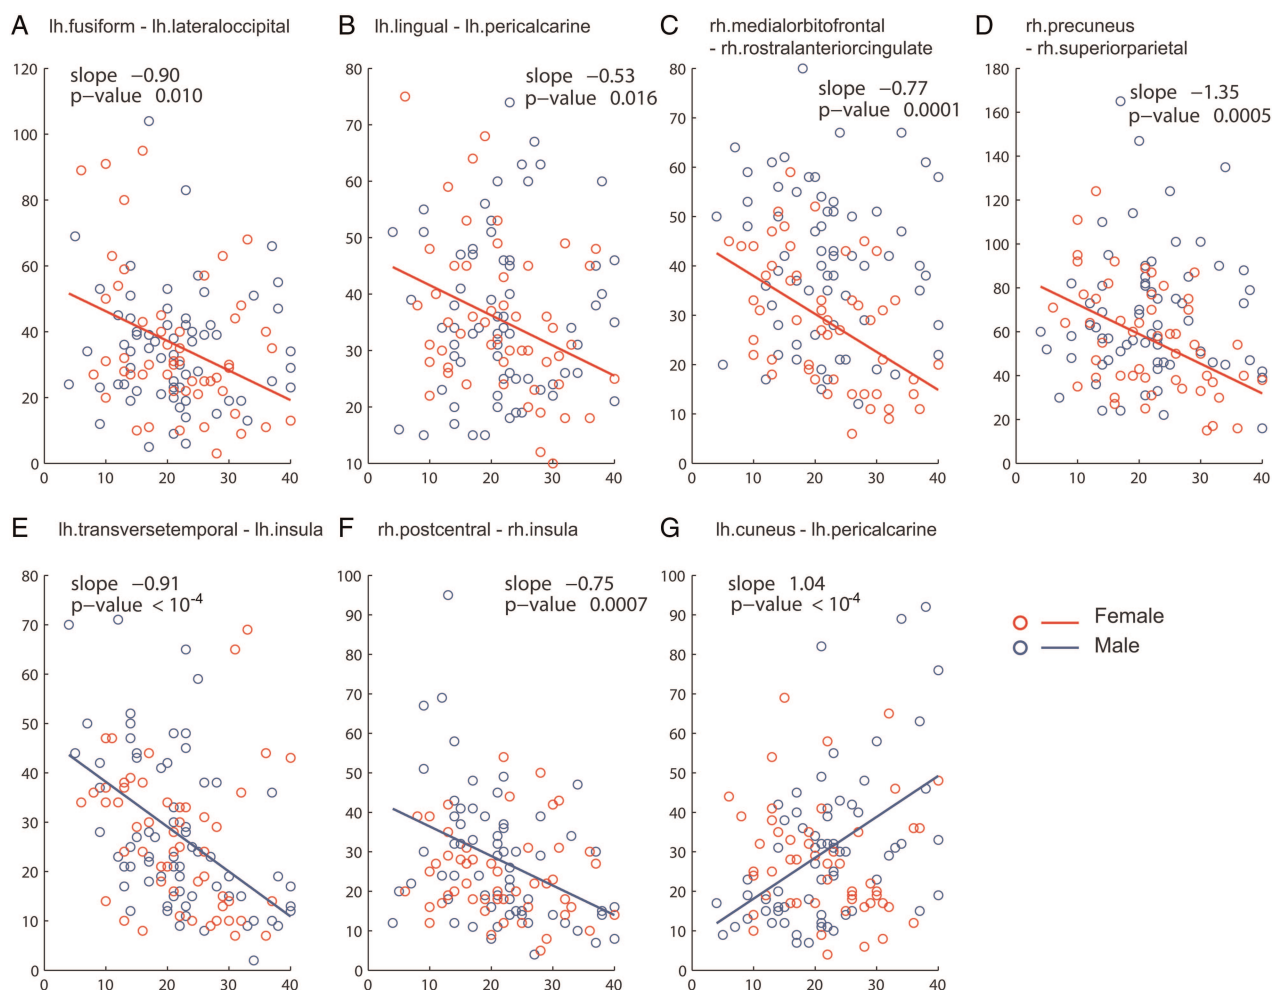 A lh.fusiform - lh.lateraloccipital
slope −0.90
p−value 0.010
120
100
80
60
40
20
0
0 10 20 30 40
B lh.lingual - lh.pericalcarine
slope −0.53
p−value 0.016
80
70
60
50
40
30
20
10
0 10 20 30 40
C rh.medialorbitofrontal
- rh.rostralanteriorcingulate
slope −0.77
p−value 0.0001
80
70
60
50
40
30
20
10
0
0 10 20 30 40
D rh.precuneus
- rh.superiorparietal
slope −1.35
p−value 0.0005
180
160
140
120
100
80
60
40
20
0
0 10 20 30 40
E lh.transversetemporal - lh.insula
slope −0.91
p−value < 10⁻⁴
80
70
60
50
40
30
20
10
0
0 10 20 30 40
F rh.postcentral - rh.insula
slope −0.75
p−value 0.0007
100
90
80
70
60
50
40
30
20
10
0
0 10 20 30 40
G lh.cuneus - lh.pericalcarine
slope 1.04
p−value < 10⁻⁴
100
90
80
70
60
50
40
30
20
10
0
0 10 20 30 40
Female
Male